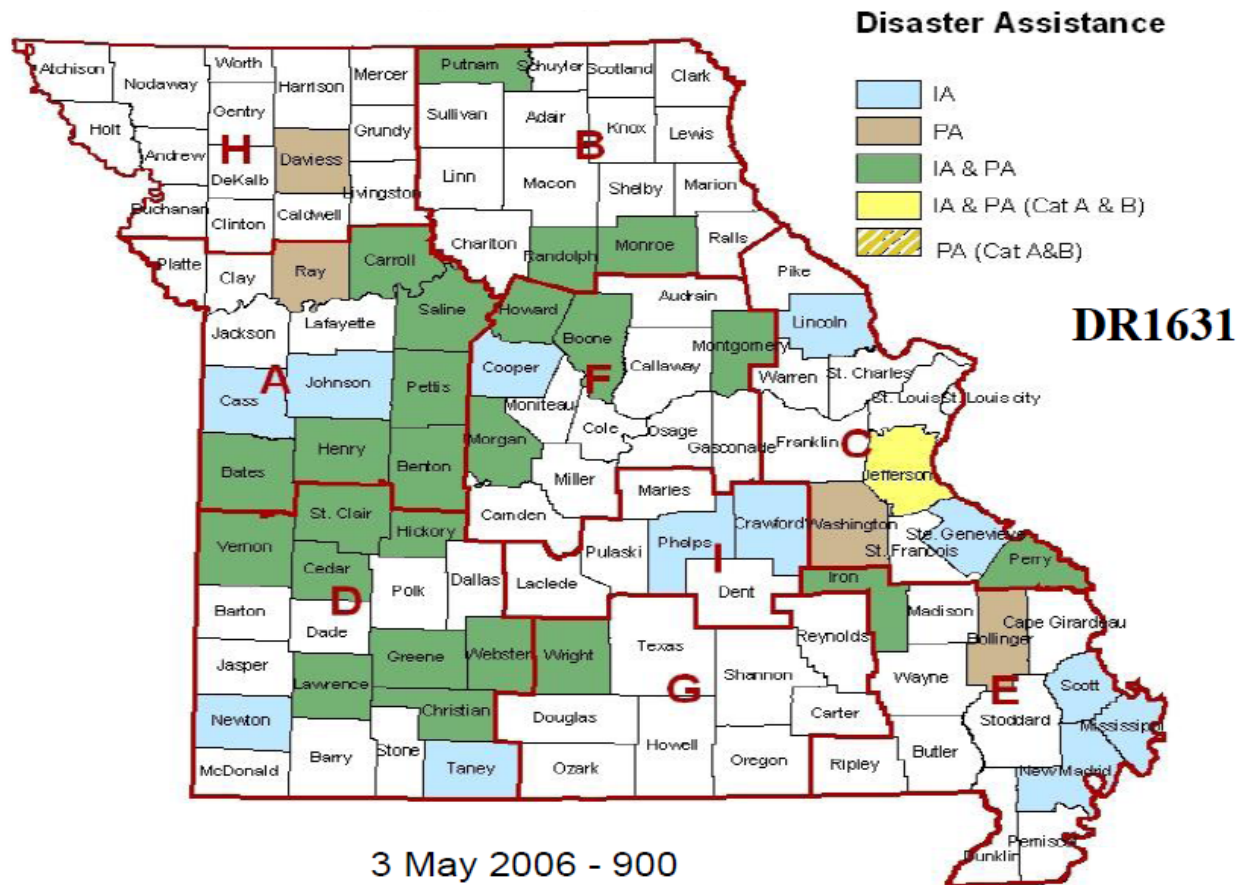 Disaster Assistance
IA
PA
IA & PA
IA & PA (Cat A & B)
PA (Cat A&B)
DR1631
Atchison
Nodaway
Worth
Harrison
Mercer
Putnam
Schuyler
Scotland
Clark
Gentry
Sullivan
Adair
Knox
Lewis
Holt
Grundy
H
B
Andrew
Daviess
DeKalb
Linn
Macon
Shelby
Marion
Livingston
Buchanan
Clinton
Caldwell
Chariton
Randolph
Monroe
Ralls
Platte
Clay
Ray
Carroll
Pike
Audrain
Saline
Howard
Lincoln
Jackson
Lafayette
Boone
Montgomery
Cooper
Callaway
Warren
St. Charles
A
Johnson
Pettis
F
Cass
Moniteau
St. Louis
St. Louis city
Cole
Osage
Gasconade
Franklin
C
Morgan
Henry
Benton
Bates
Miller
Jefferson
Maries
St. Clair
Camden
Hickory
Crawford
Washington
Ste. Genevieve
Vernon
Pulaski
Phelps
St. Francois
I
Perry
Cedar
Dallas
Laclede
Iron
Polk
Dent
D
Barton
Madison
Cape Girardeau
Dade
Reynolds
Bollinger
Jasper
Greene
Webster
Wright
Texas
Shannon
Wayne
Lawrence
G
E
Scott
Newton
Christian
Douglas
Carter
Stoddard
Mississippi
Stone
Howell
Barry
Butler
McDonald
Taney
Ozark
Oregon
Ripley
New Madrid
Pemiscot
Dunklin
3 May 2006 - 900